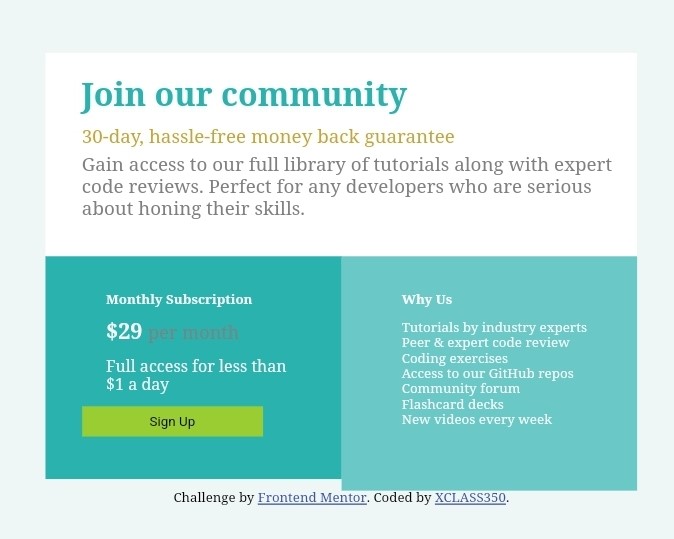 Join our community
30-day, hassle-free money back guarantee
Gain access to our full library of tutorials along with expert
code reviews. Perfect for any developers who are serious
about honing their skills.
Monthly Subscription
$29 per month
Full access for less than
$1 a day
Sign Up
Why Us
Tutorials by industry experts
Peer & expert code review
Coding exercises
Access to our GitHub repos
Community forum
Flashcard decks
New videos every week
Challenge by Frontend Mentor. Coded by XCLASS350.